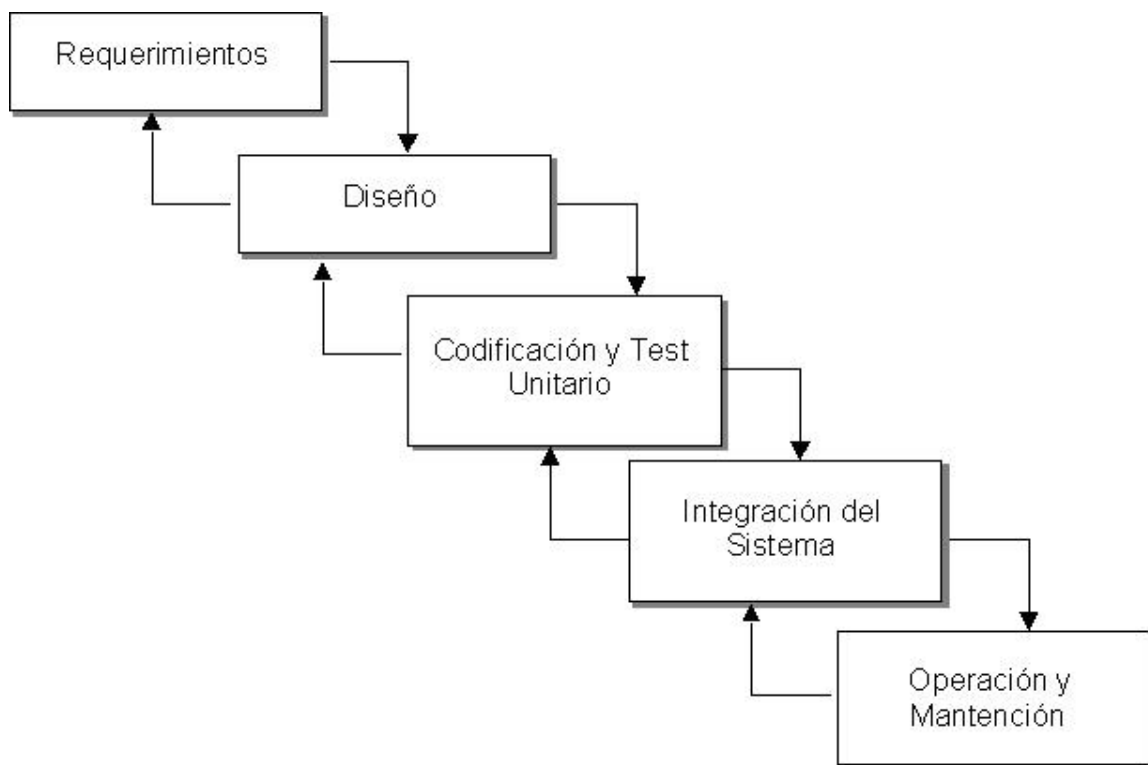 Requerimientos
Diseño
Codificación y Test
Unitario
Integración del
Sistema
Operación y
Mantención